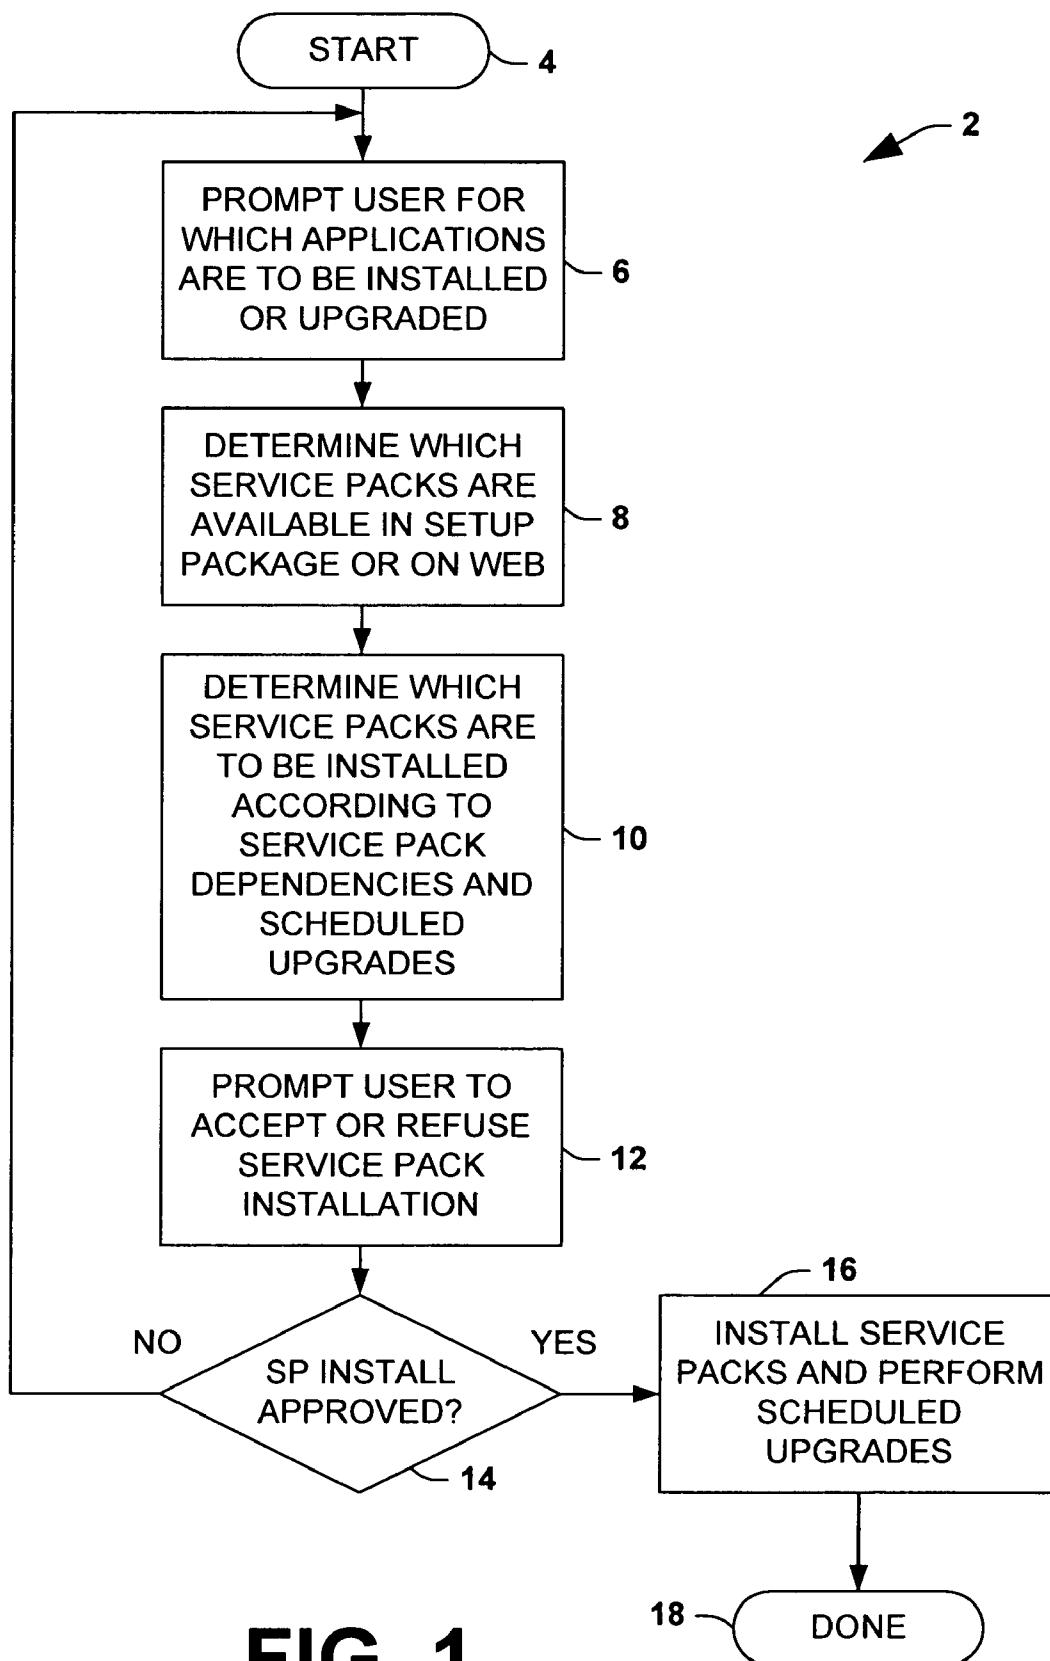 START
4
2
PROMPT USER FOR
WHICH APPLICATIONS
ARE TO BE INSTALLED
OR UPGRADED
6
DETERMINE WHICH
SERVICE PACKS ARE
AVAILABLE IN SETUP
PACKAGE OR ON WEB
8
DETERMINE WHICH
SERVICE PACKS ARE
TO BE INSTALLED
ACCORDING TO
SERVICE PACK
DEPENDENCIES AND
SCHEDULED
UPGRADES
10
PROMPT USER TO
ACCEPT OR REFUSE
SERVICE PACK
INSTALLATION
12
NO
SP INSTALL
APPROVED?
YES
14
16
INSTALL SERVICE
PACKS AND PERFORM
SCHEDULED
UPGRADES
18
DONE
FIG. 1